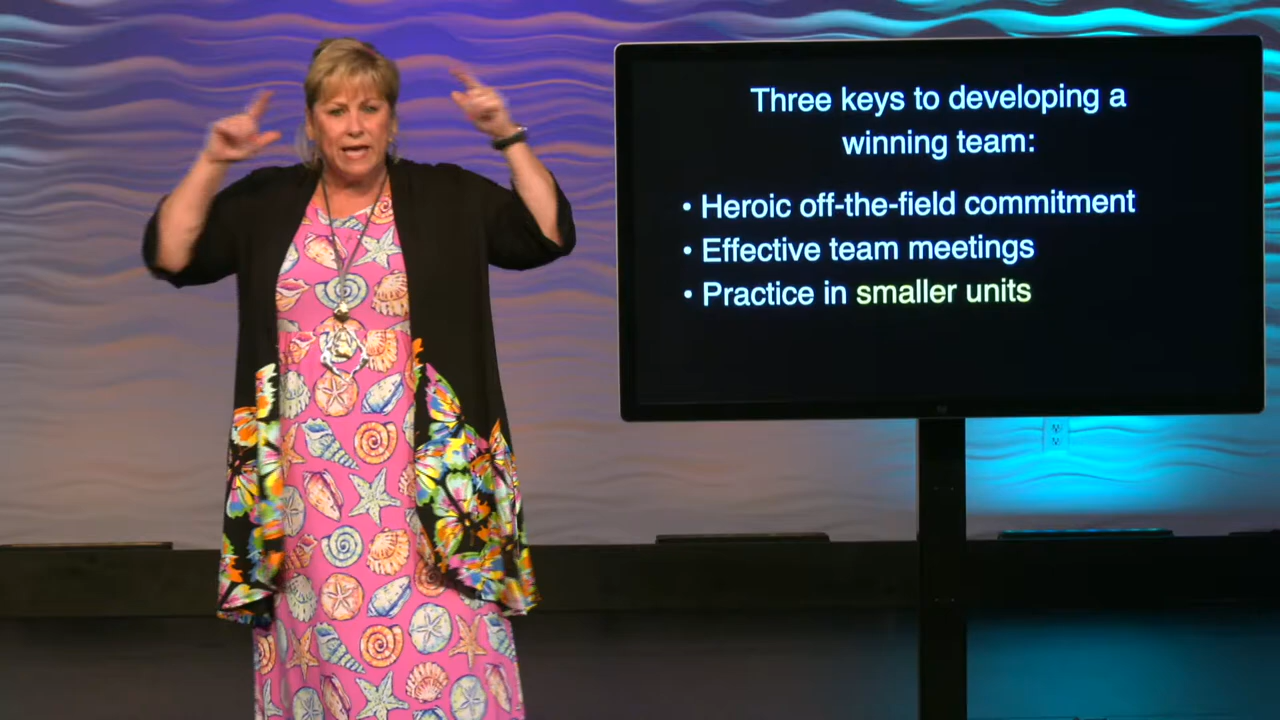 Three keys to developing a
winning team:
• Heroic off-the-field commitment
• Effective team meetings
• Practice in smaller units